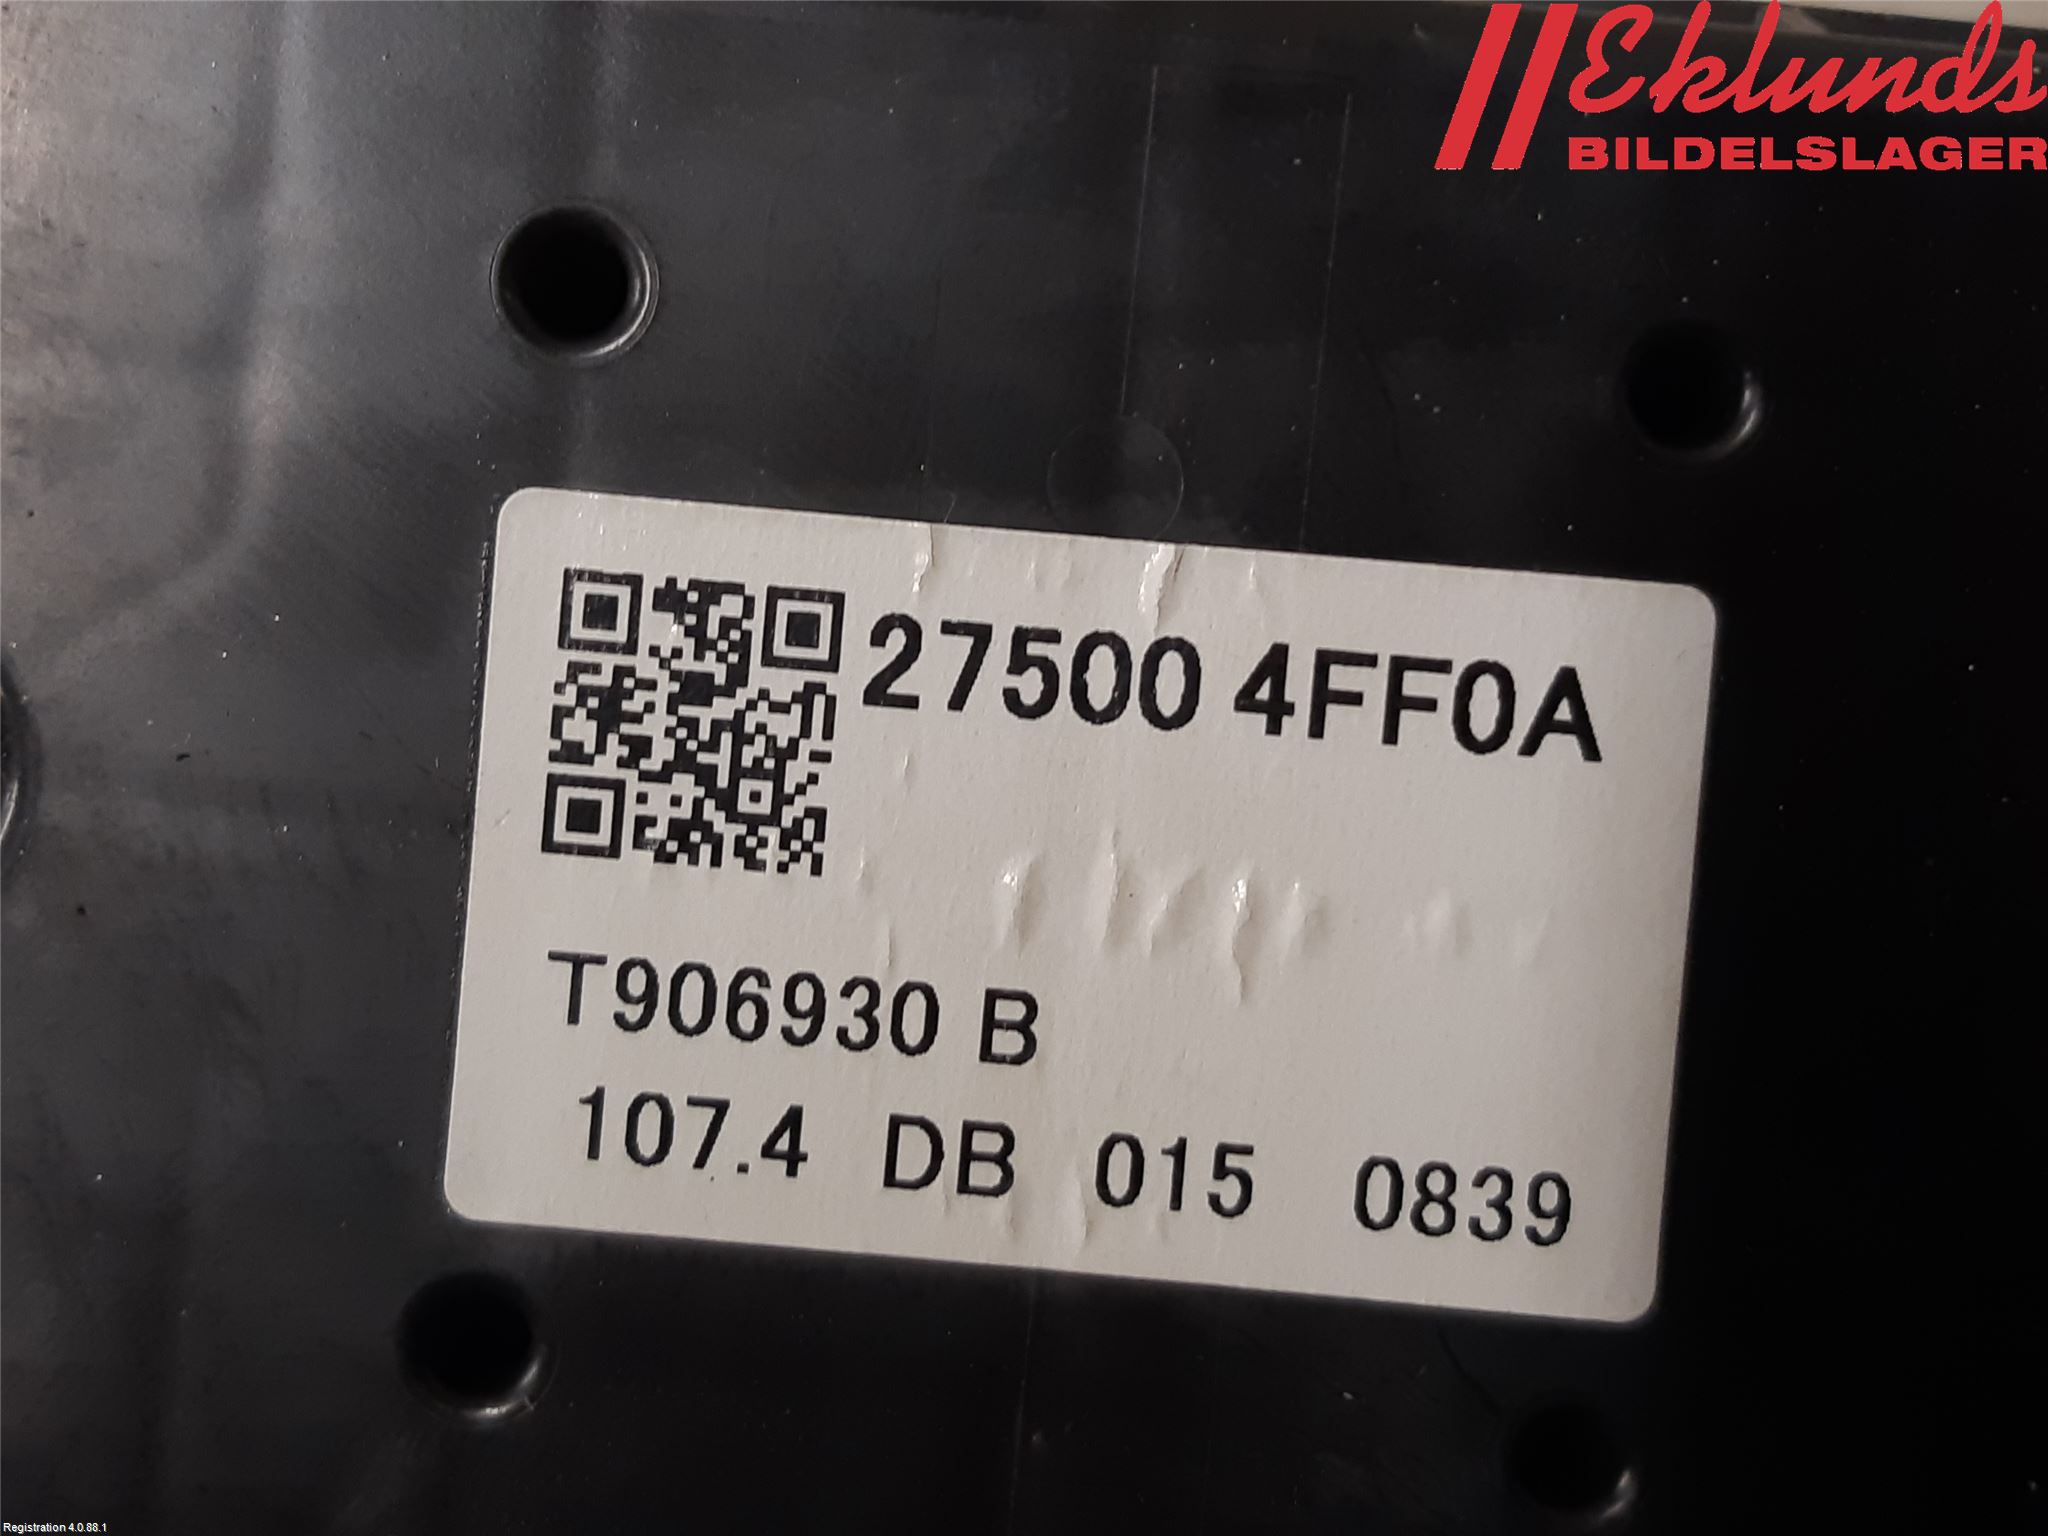 Eklunds
BILDELSLAGER
27500 4FF0A
T906930 B
107.4 DB 015 0839
Registration 4.0.88.1